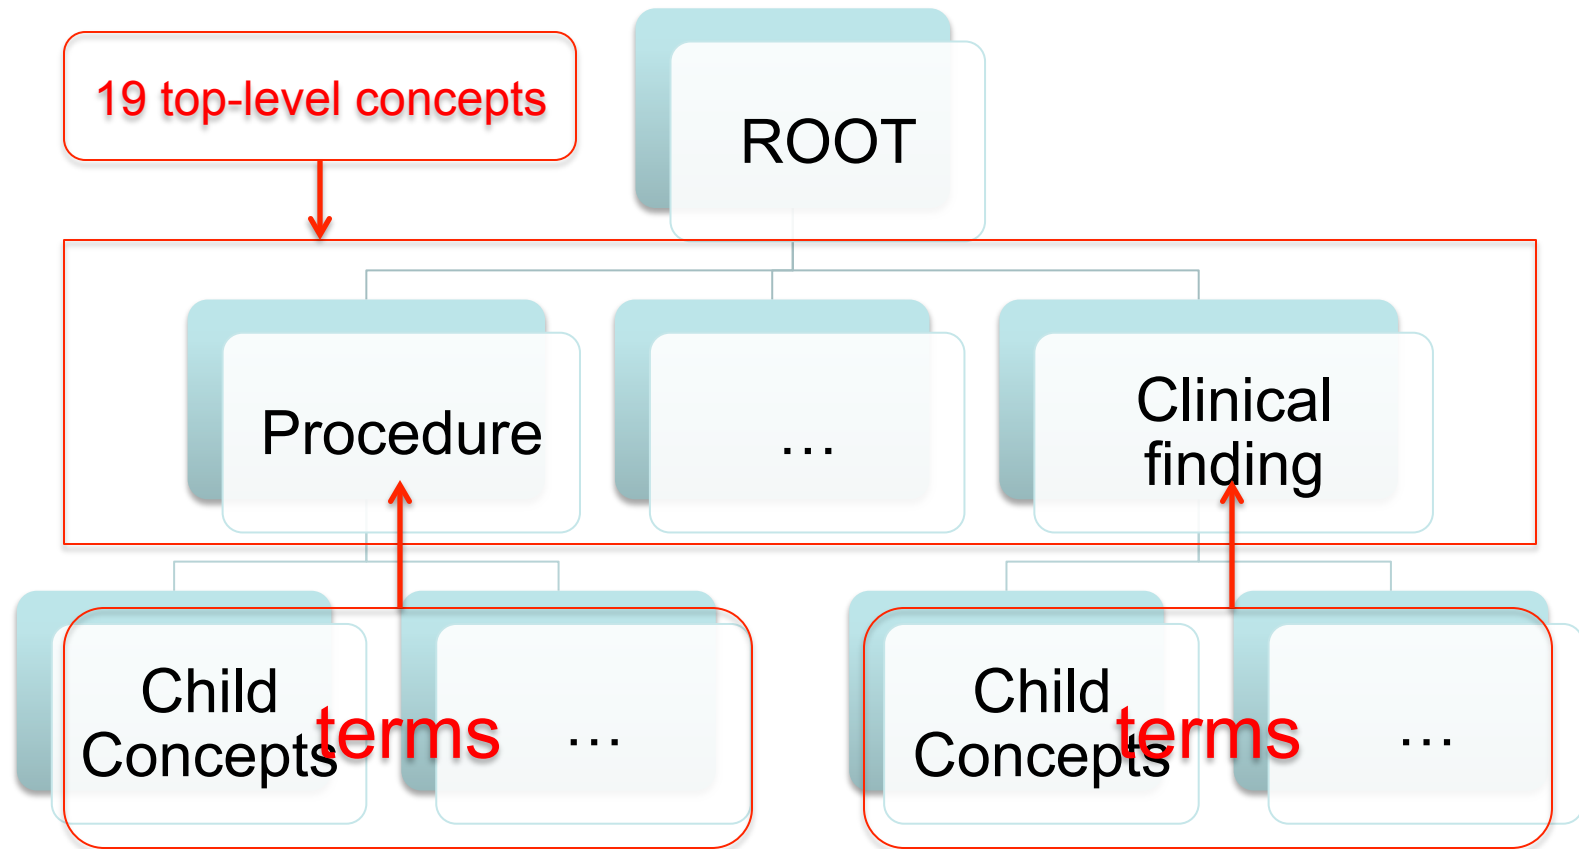 19 top-level concepts
ROOT
Procedure
…
Clinical
finding
Child
Concepts
terms
…
Child
Concepts
terms
…